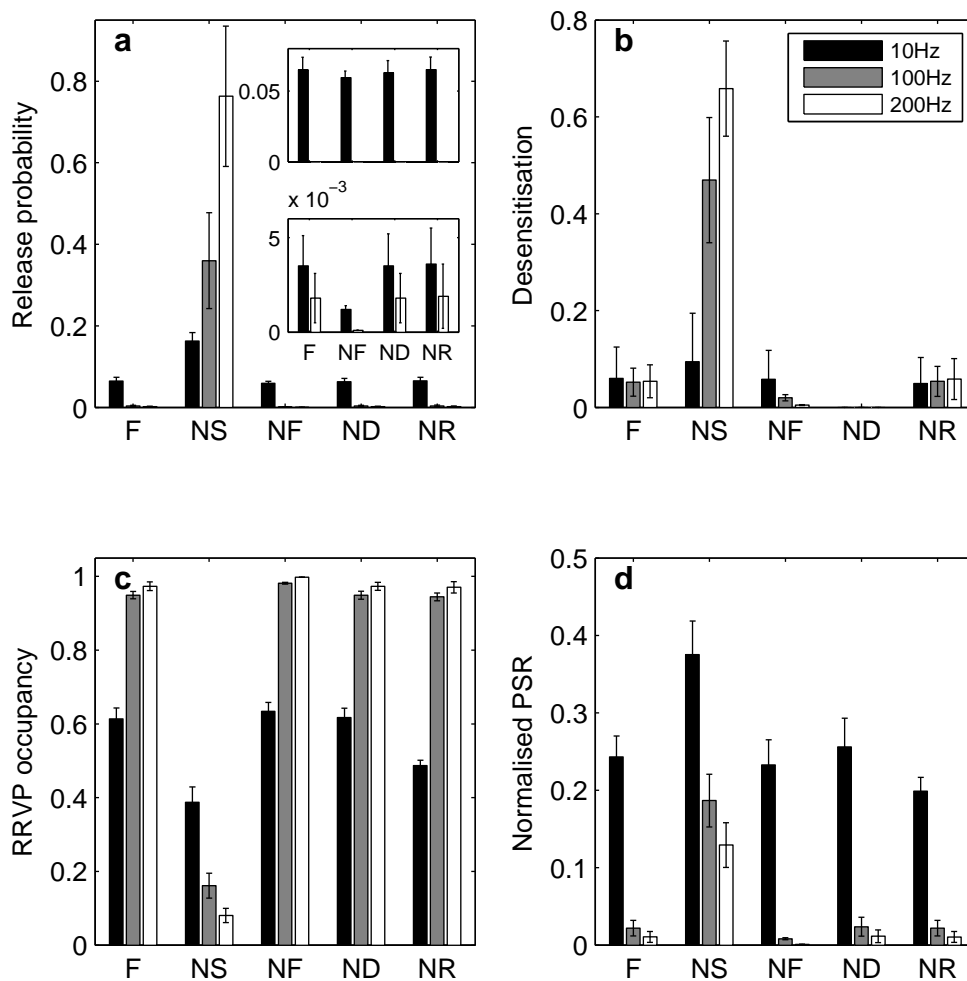 a
Release probability
0.8
0.6
0.4
0.2
0
F NS NF ND NR
0.05
0
x 10⁻³
5
0
F NF ND NR
b
Desensitisation
0.8
0.6
0.4
0.2
0
F NS NF ND NR
10Hz
100Hz
200Hz
c
RRVP occupancy
1
0.8
0.6
0.4
0.2
0
F NS NF ND NR
d
Normalised PSR
0.5
0.4
0.3
0.2
0.1
0
F NS NF ND NR